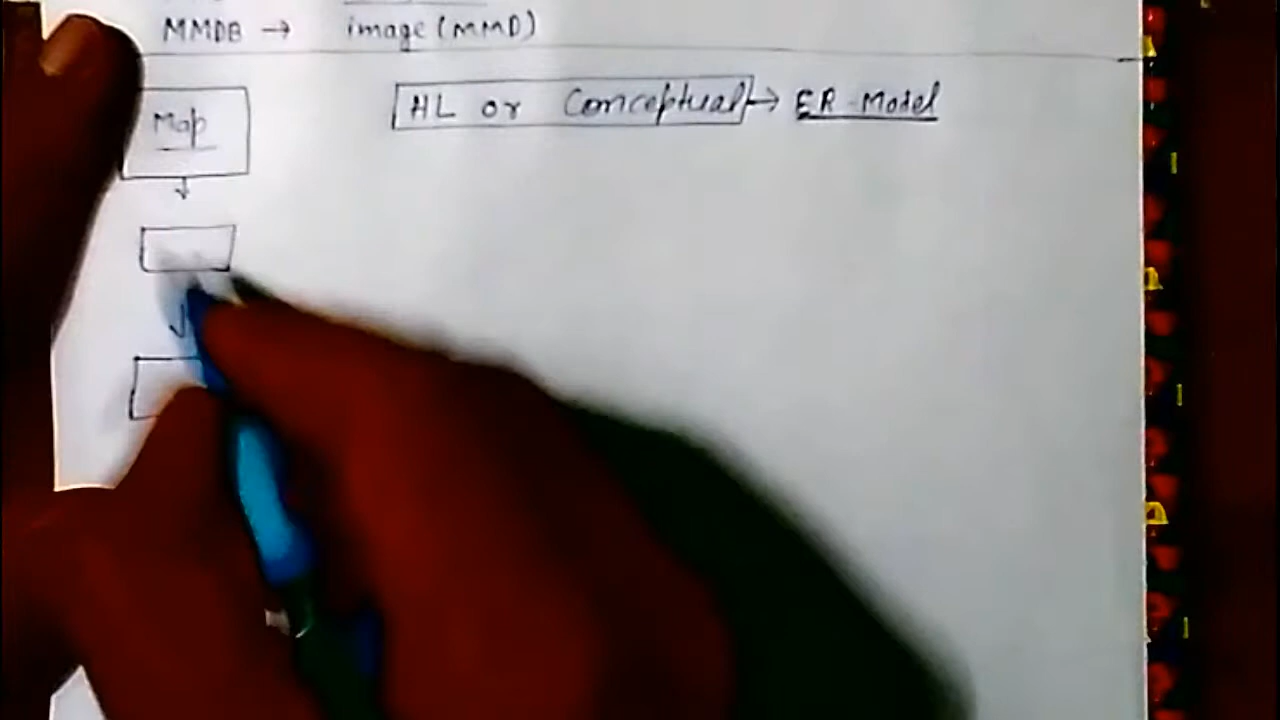 MMDB → image (MMD)
HL or Conceptual → ER Model
Map